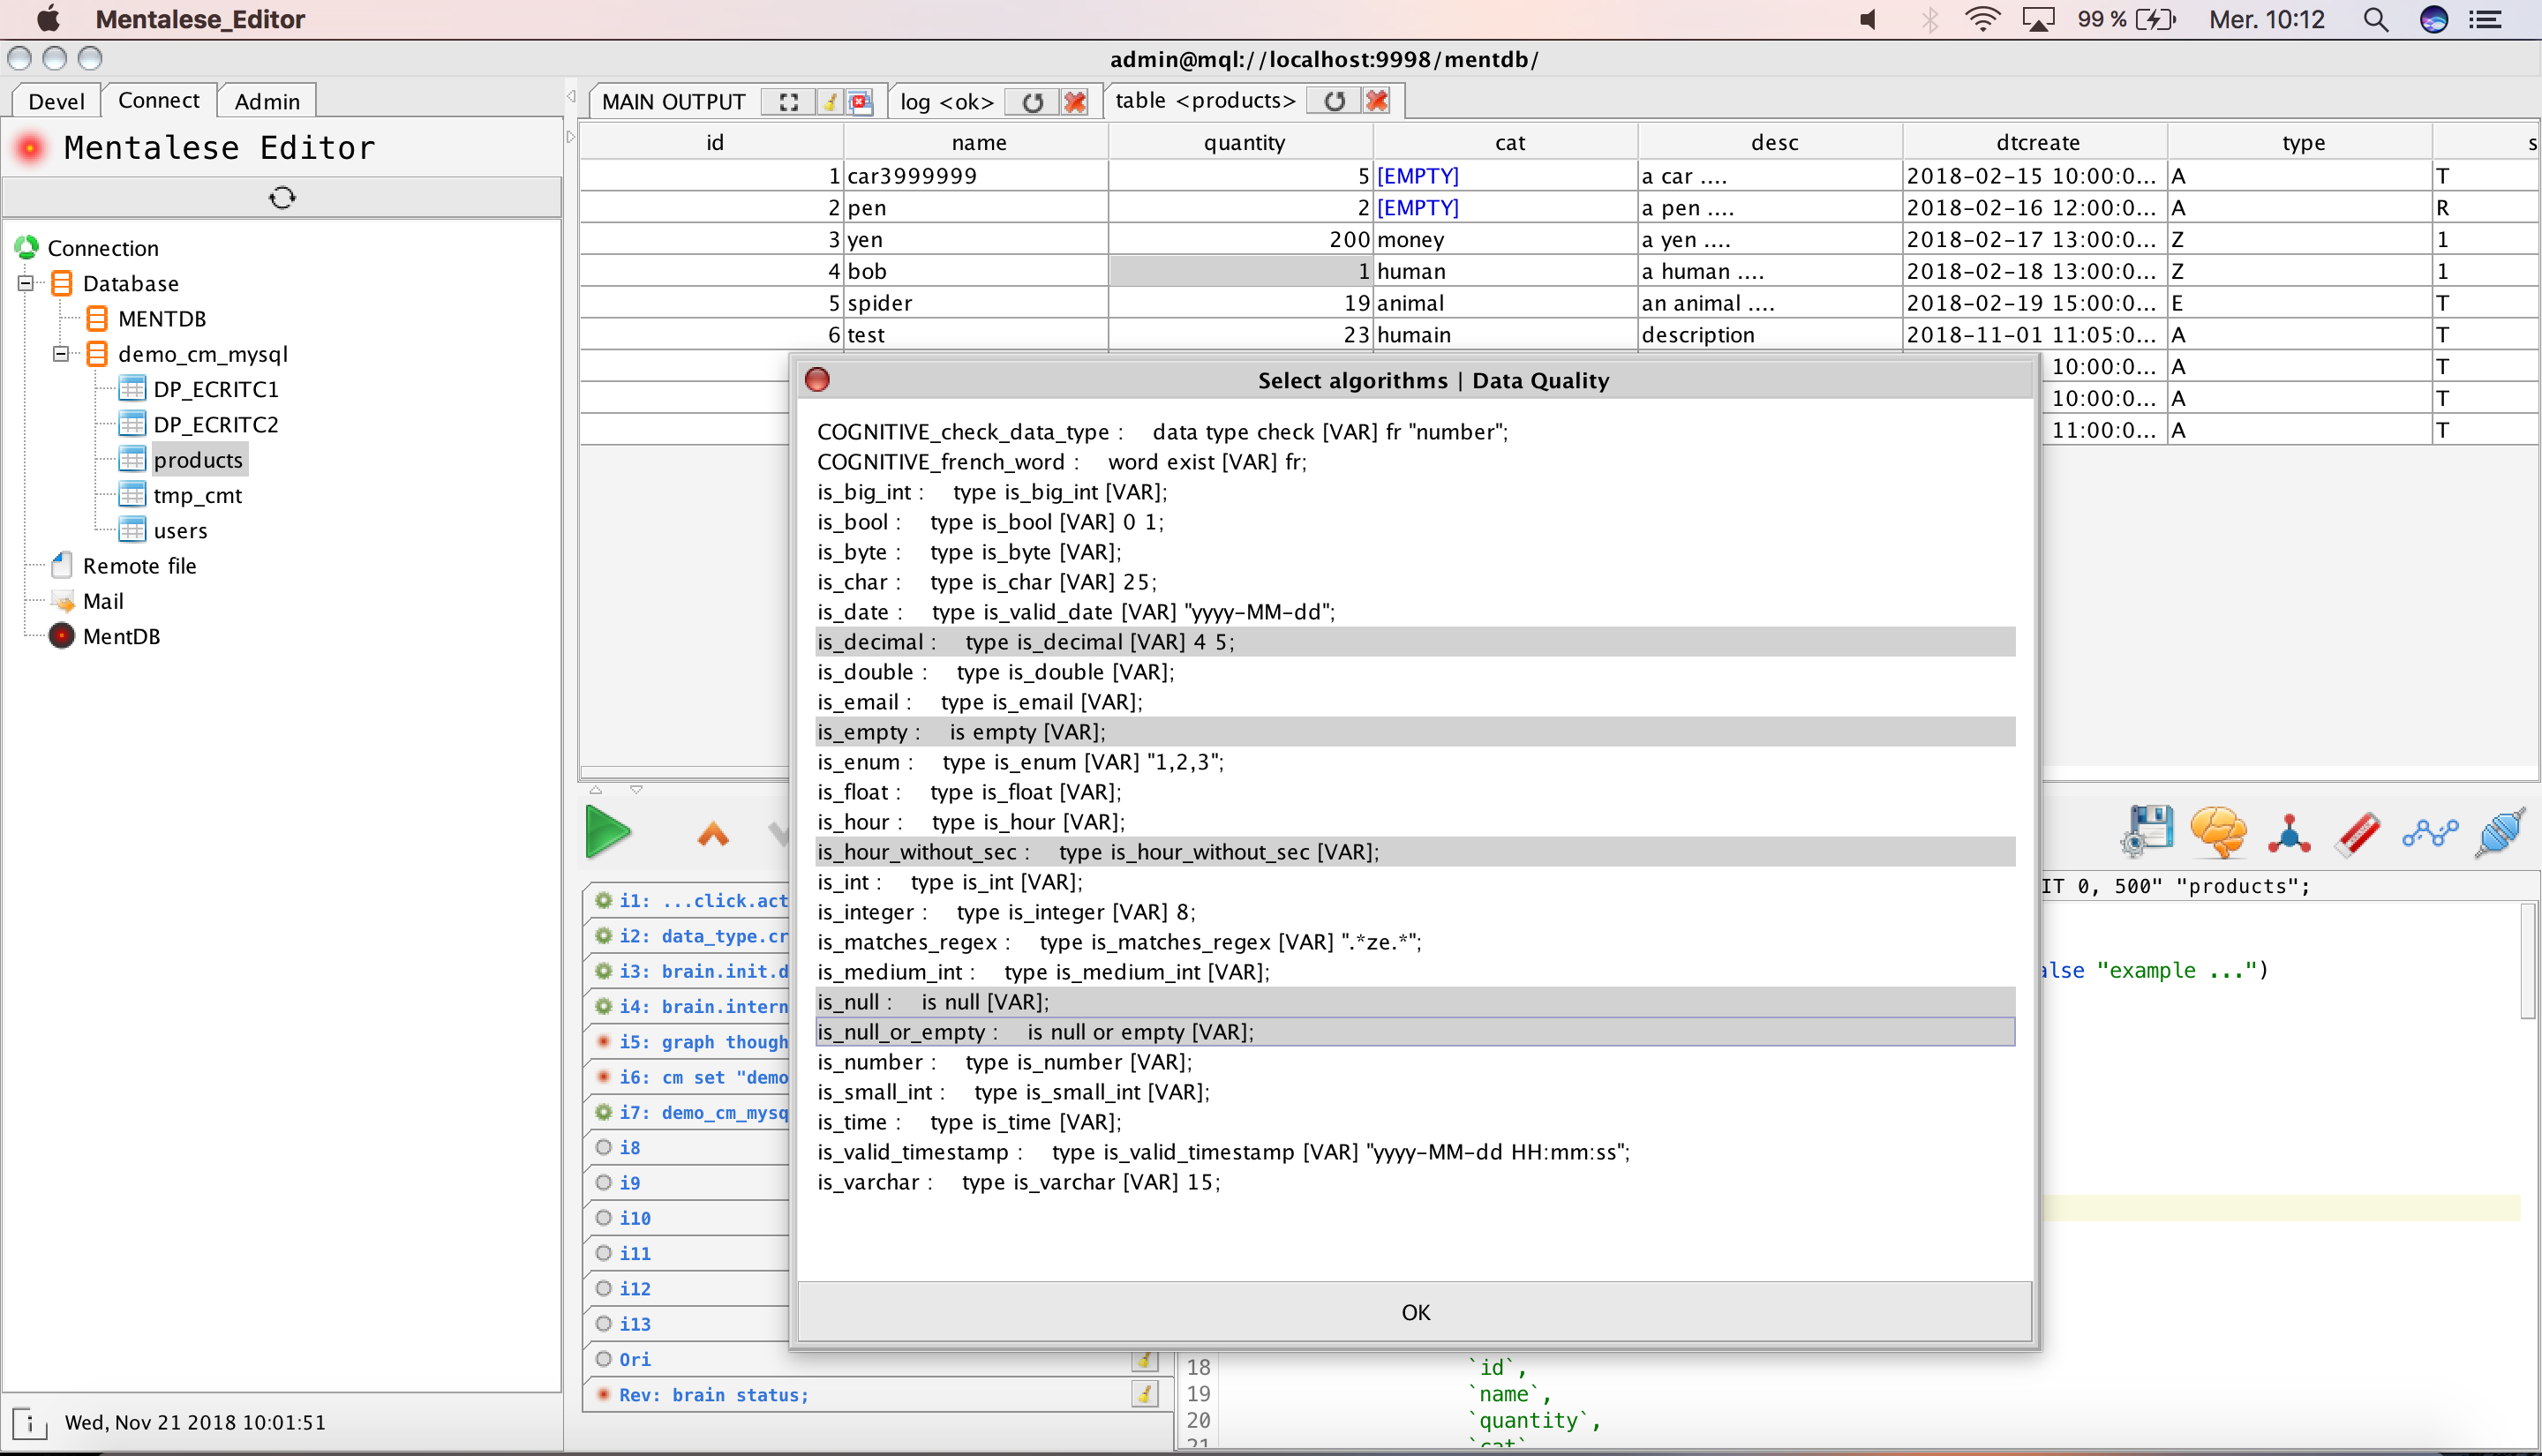 Mentalese_Editor 99 % Mer. 10:12
admin@mql://localhost:9998/mentdb/
Devel Connect Admin
Mentalese Editor
Connection
Database
MENTDB
demo_cm_mysql
DP_ECRITC1
DP_ECRITC2
products
tmp_cmt
users
Remote file
Mail
MentDB
Wed, Nov 21 2018 10:01:51
MAIN OUTPUT log <ok> table <products>
id name quantity cat desc dtcreate type s
1 car3999999 5 [EMPTY] a car .... 2018-02-15 10:00:0... A T
2 pen 2 [EMPTY] a pen .... 2018-02-16 12:00:0... A R
3 yen 200 money a yen .... 2018-02-17 13:00:0... Z 1
4 bob 1 human a human .... 2018-02-18 13:00:0... Z 1
5 spider 19 animal an animal .... 2018-02-19 15:00:0... E T
6 test 23 humain description 2018-11-01 11:05:0... A T
10:00:0... A T
10:00:0... A T
11:00:0... A T
Select algorithms | Data Quality
COGNITIVE_check_data_type : data type check [VAR] fr "number";
COGNITIVE_french_word : word exist [VAR] fr;
is_big_int : type is_big_int [VAR];
is_bool : type is_bool [VAR] 0 1;
is_byte : type is_byte [VAR];
is_char : type is_char [VAR] 25;
is_date : type is_valid_date [VAR] "yyyy-MM-dd";
is_decimal : type is_decimal [VAR] 4 5;
is_double : type is_double [VAR];
is_email : type is_email [VAR];
is_empty : is empty [VAR];
is_enum : type is_enum [VAR] "1,2,3";
is_float : type is_float [VAR];
is_hour : type is_hour [VAR];
is_hour_without_sec : type is_hour_without_sec [VAR];
is_int : type is_int [VAR];
is_integer : type is_integer [VAR] 8;
is_matches_regex : type is_matches_regex [VAR] ".*ze.*";
is_medium_int : type is_medium_int [VAR];
is_null : is null [VAR];
is_null_or_empty : is null or empty [VAR];
is_number : type is_number [VAR];
is_small_int : type is_small_int [VAR];
is_time : type is_time [VAR];
is_valid_timestamp : type is_valid_timestamp [VAR] "yyyy-MM-dd HH:mm:ss";
is_varchar : type is_varchar [VAR] 15;
OK
i1: ...click.act
i2: data_type.cr
i3: brain.init.d
i4: brain.intern
i5: graph though
i6: cm set "demo
i7: demo_cm_mysq
i8
i9
i10
i11
i12
i13
Ori
Rev: brain status;
IT 0, 500" "products";
alse "example ...")
18 `id`,
19 `name`,
20 `quantity`,
21 `cat`